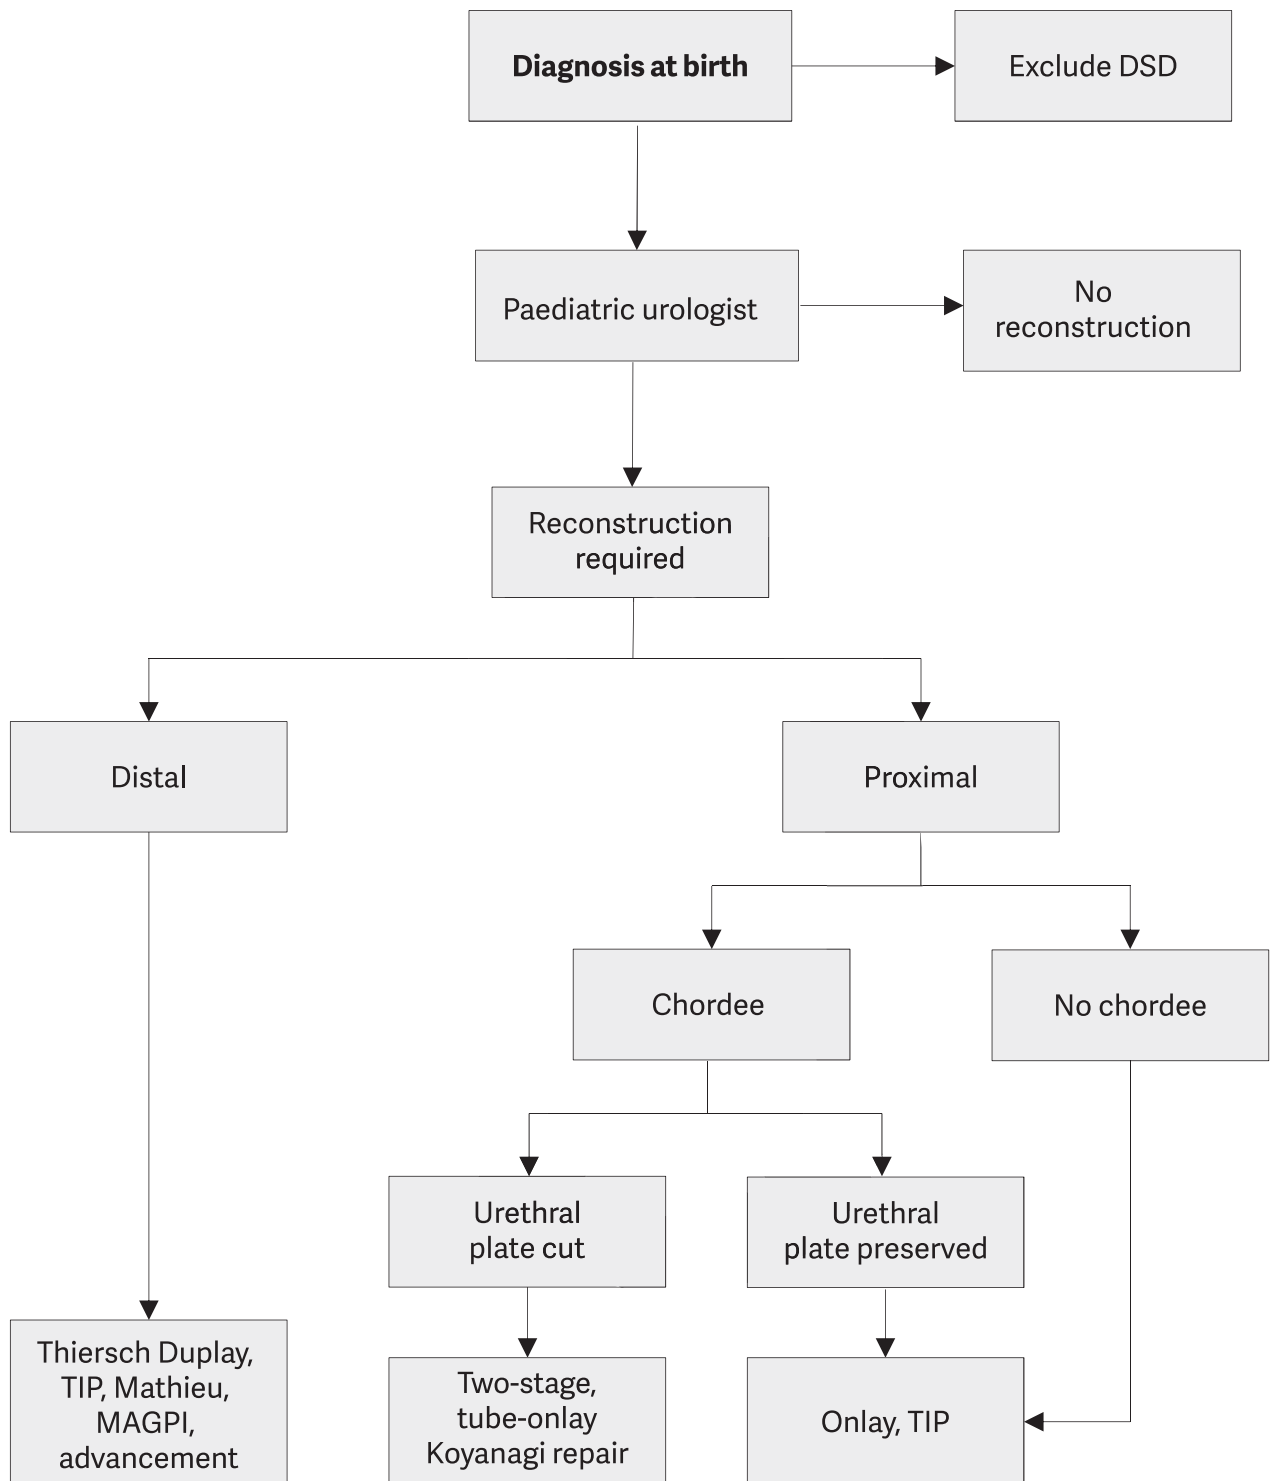 Diagnosis at birth
Exclude DSD
Paediatric urologist
No
reconstruction
Reconstruction
required
Distal
Proximal
Chordee
No chordee
Urethral
plate cut
Urethral
plate preserved
Thiersch Duplay,
TIP, Mathieu,
MAGPI,
advancement
Two-stage,
tube-onlay
Koyanagi repair
Onlay, TIP